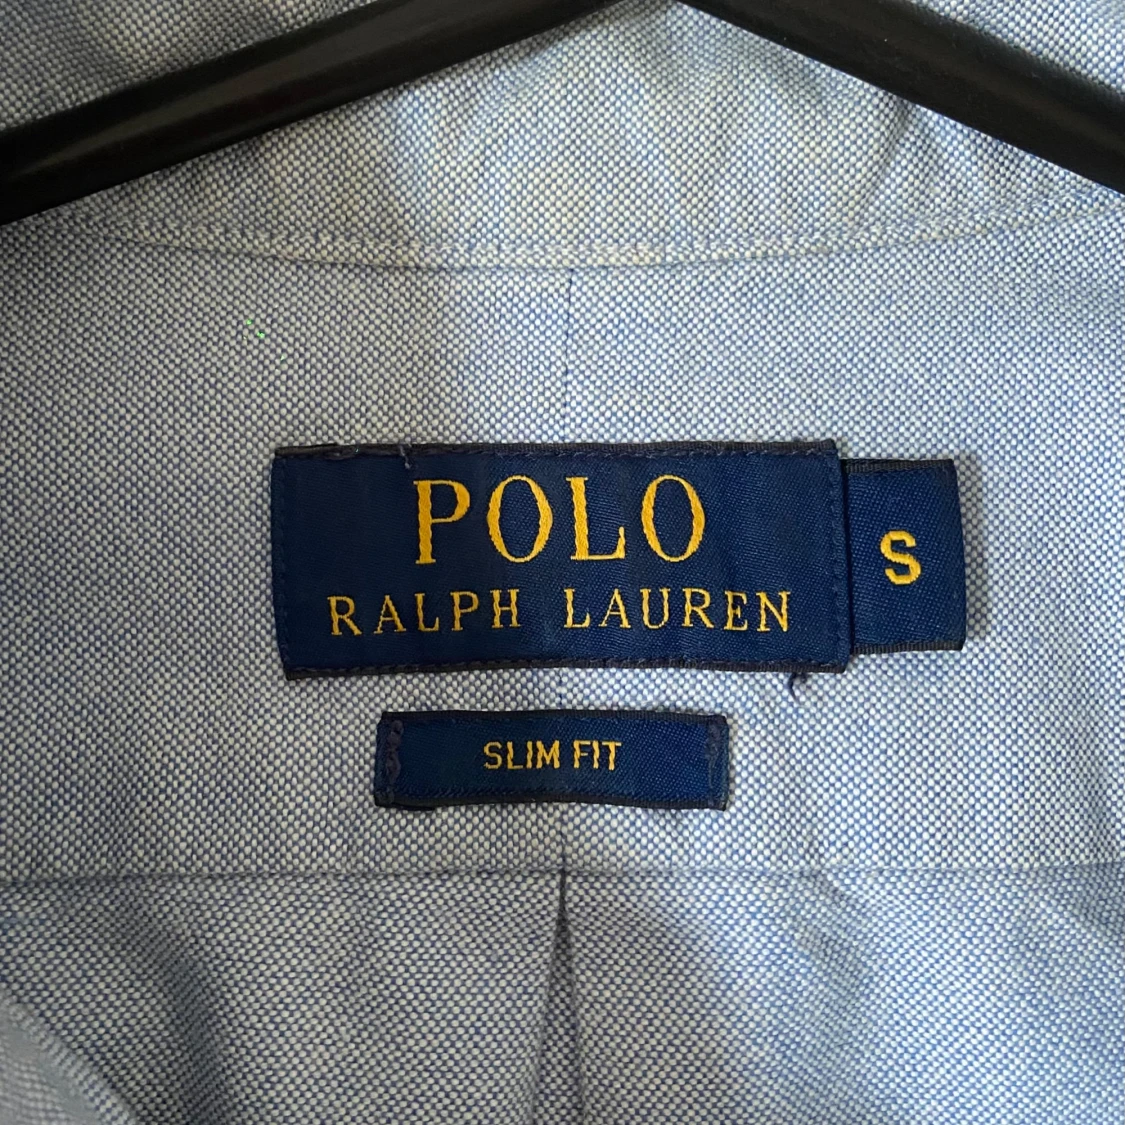 POLO
RALPH LAUREN
S
SLIM FIT